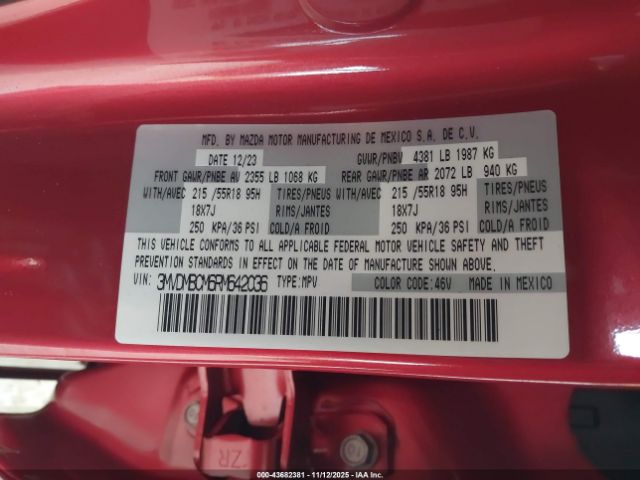 MFD. BY MAZDA MOTOR MANUFACTURING DE MEXICO S.A. DE C.V.
DATE 12/23 GVWR/PNBV 4381 LB 1987 KG
FRONT GAWR/PNBE AV 2355 LB 1068 KG REAR GAWR/PNBE AR 2072 LB 940 KG
WITH/AVEC 215 /55R18 95H TIRES/PNEUS WITH/AVEC 215 /55R18 95H TIRES/PNEUS
18X7J RIMS/JANTES 18X7J RIMS/JANTES
250 KPA/36 PSI COLD/A FROID 250 KPA/36 PSI COLD/A FROID
THIS VEHICLE CONFORMS TO ALL APPLICABLE FEDERAL MOTOR VEHICLE SAFETY AND THEFT
PREVENTION STANDARDS IN EFFECT ON THE DATE OF MANUFACTURE SHOWN ABOVE.
VIN: 3MVDMBCM6RM642036 TYPE: MPV COLOR CODE: 46V MADE IN MEXICO
ZR
10
© IAAI 00-43682381 - 11/12/2025 - COPART